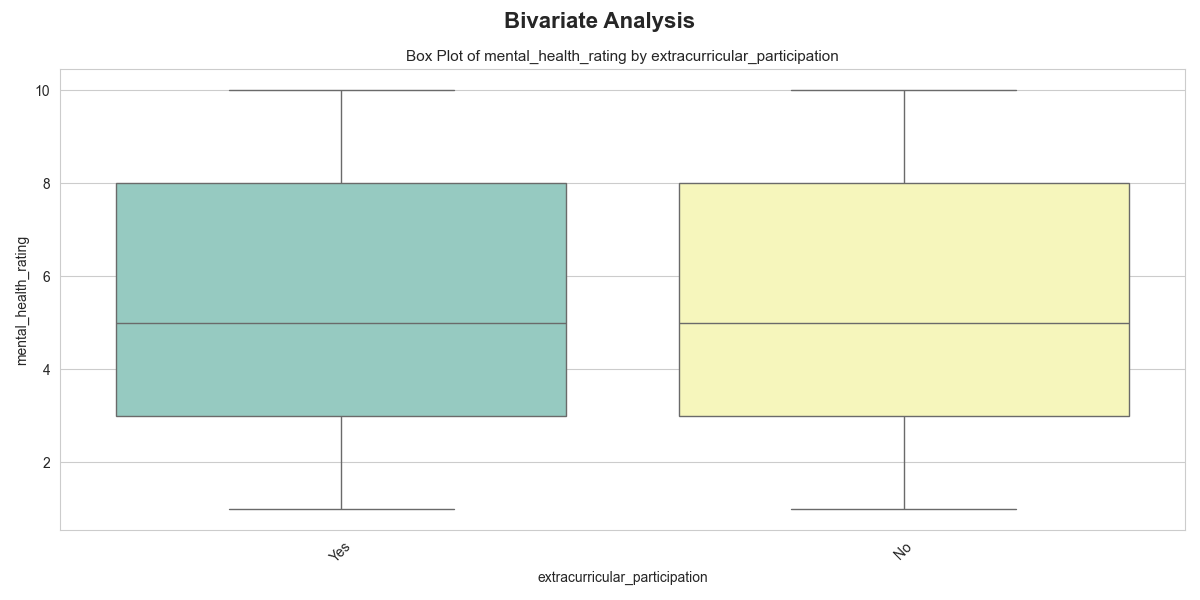 Bivariate Analysis
Box Plot of mental_health_rating by extracurricular_participation
mental_health_rating
10
8
6
4
2
Yes
No
extracurricular_participation